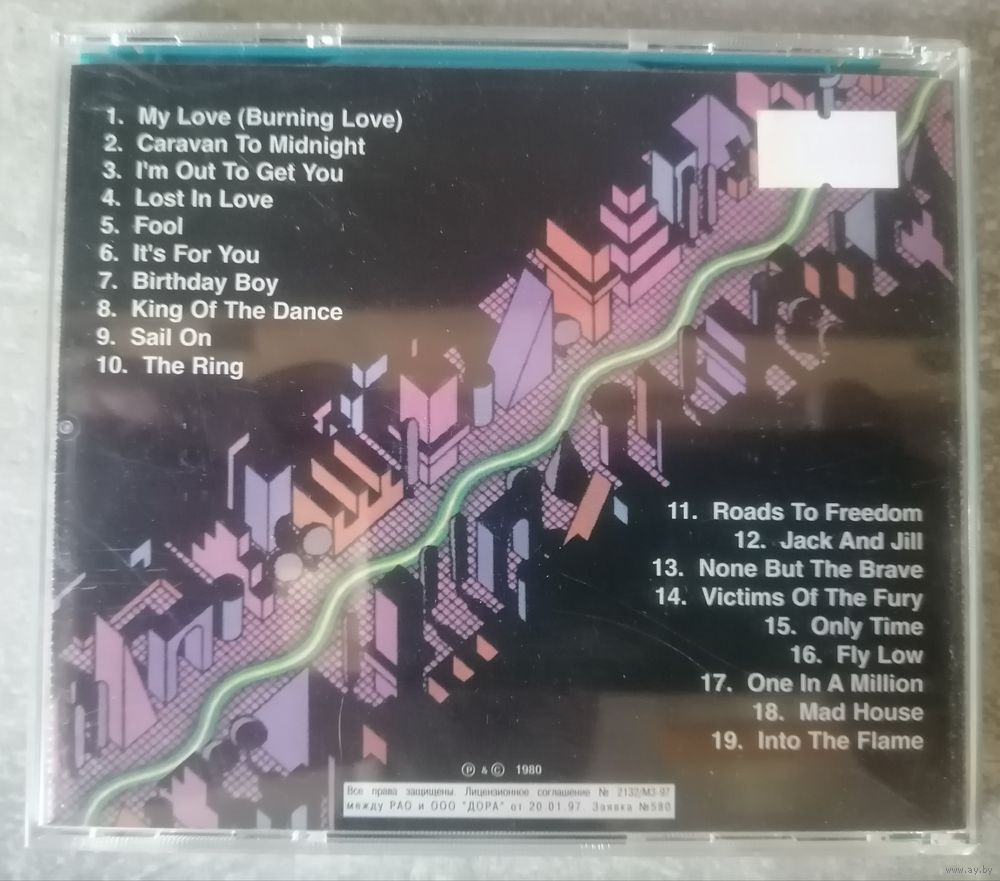 1. My Love (Burning Love)
2. Caravan To Midnight
3. I'm Out To Get You
4. Lost In Love
5. Fool
6. It's For You
7. Birthday Boy
8. King Of The Dance
9. Sail On
10. The Ring
11. Roads To Freedom
12. Jack And Jill
13. None But The Brave
14. Victims Of The Fury
15. Only Time
16. Fly Low
17. One In A Million
18. Mad House
19. Into The Flame
Ⓟ & © 1980
Все права защищены. Лицензионное соглашение № 2132/МЗ-97
между РАО и ООО "ДОРА" от 20.01.97. Заявка №580
www.ay.by